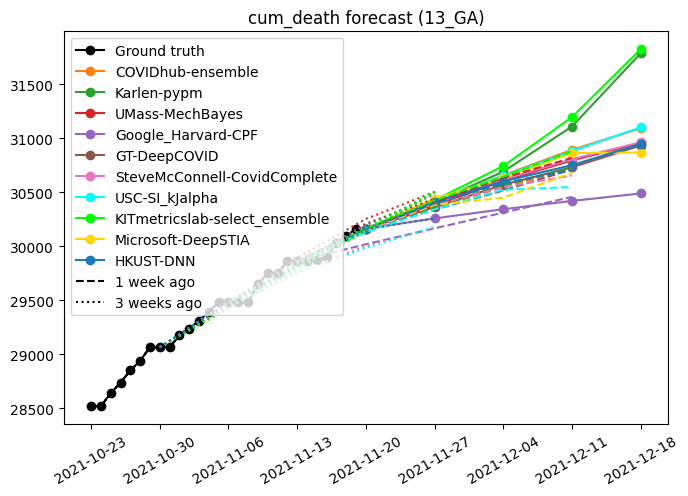 cum_death forecast (13_GA)
Ground truth
COVIDhub-ensemble
Karlen-pypm
UMass-MechBayes
Google_Harvard-CPF
GT-DeepCOVID
SteveMcConnell-CovidComplete
USC-SI_kJalpha
KITmetricslab-select_ensemble
Microsoft-DeepSTIA
HKUST-DNN
1 week ago
3 weeks ago
31500
31000
30500
30000
29500
29000
28500
2021-10-23
2021-10-30
2021-11-06
2021-11-13
2021-11-20
2021-11-27
2021-12-04
2021-12-11
2021-12-18